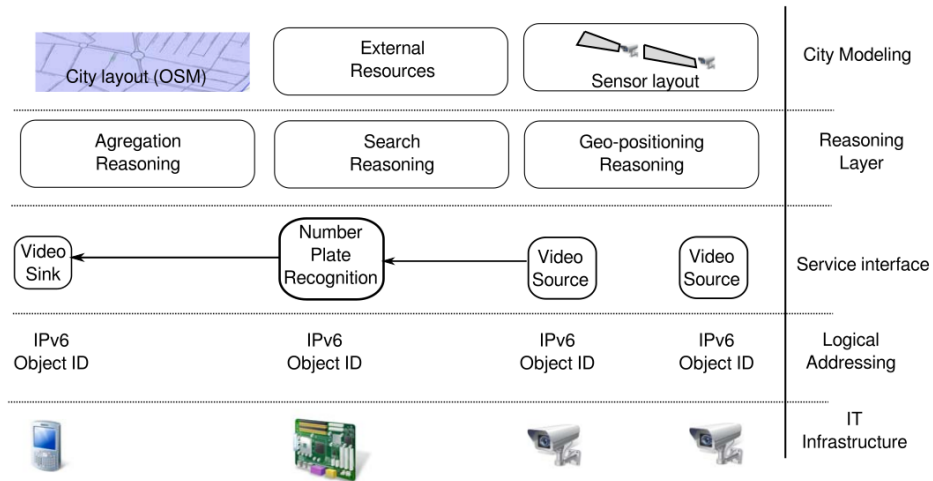 City layout (OSM)
External
Resources
Sensor layout
City Modeling
Agregation
Reasoning
Search
Reasoning
Geo-positioning
Reasoning
Reasoning
Layer
Video
Sink
Number
Plate
Recognition
Video
Source
Video
Source
Service interface
IPv6
Object ID
IPv6
Object ID
IPv6
Object ID
IPv6
Object ID
Logical
Addressing
IT
Infrastructure